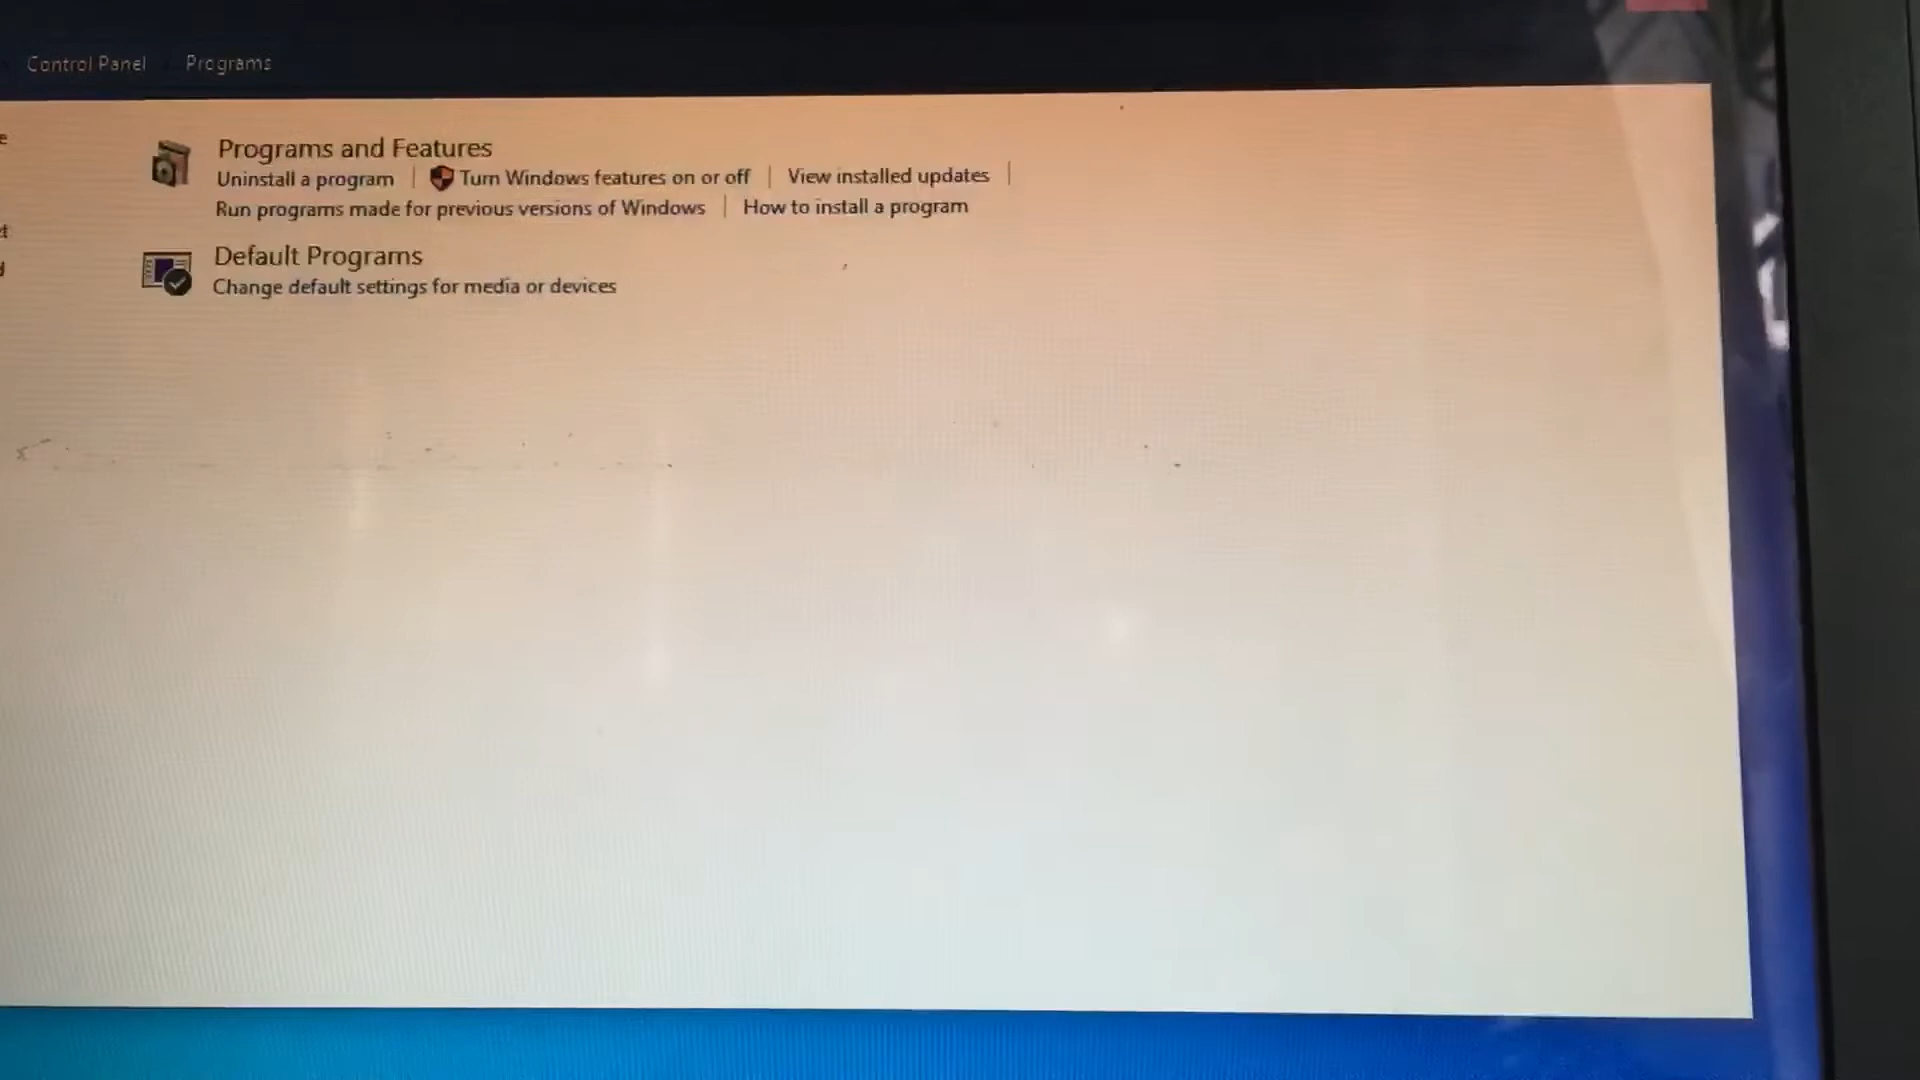 Control Panel Programs
Programs and Features
Uninstall a program Turn Windows features on or off View installed updates
Run programs made for previous versions of Windows How to install a program
Default Programs
Change default settings for media or devices